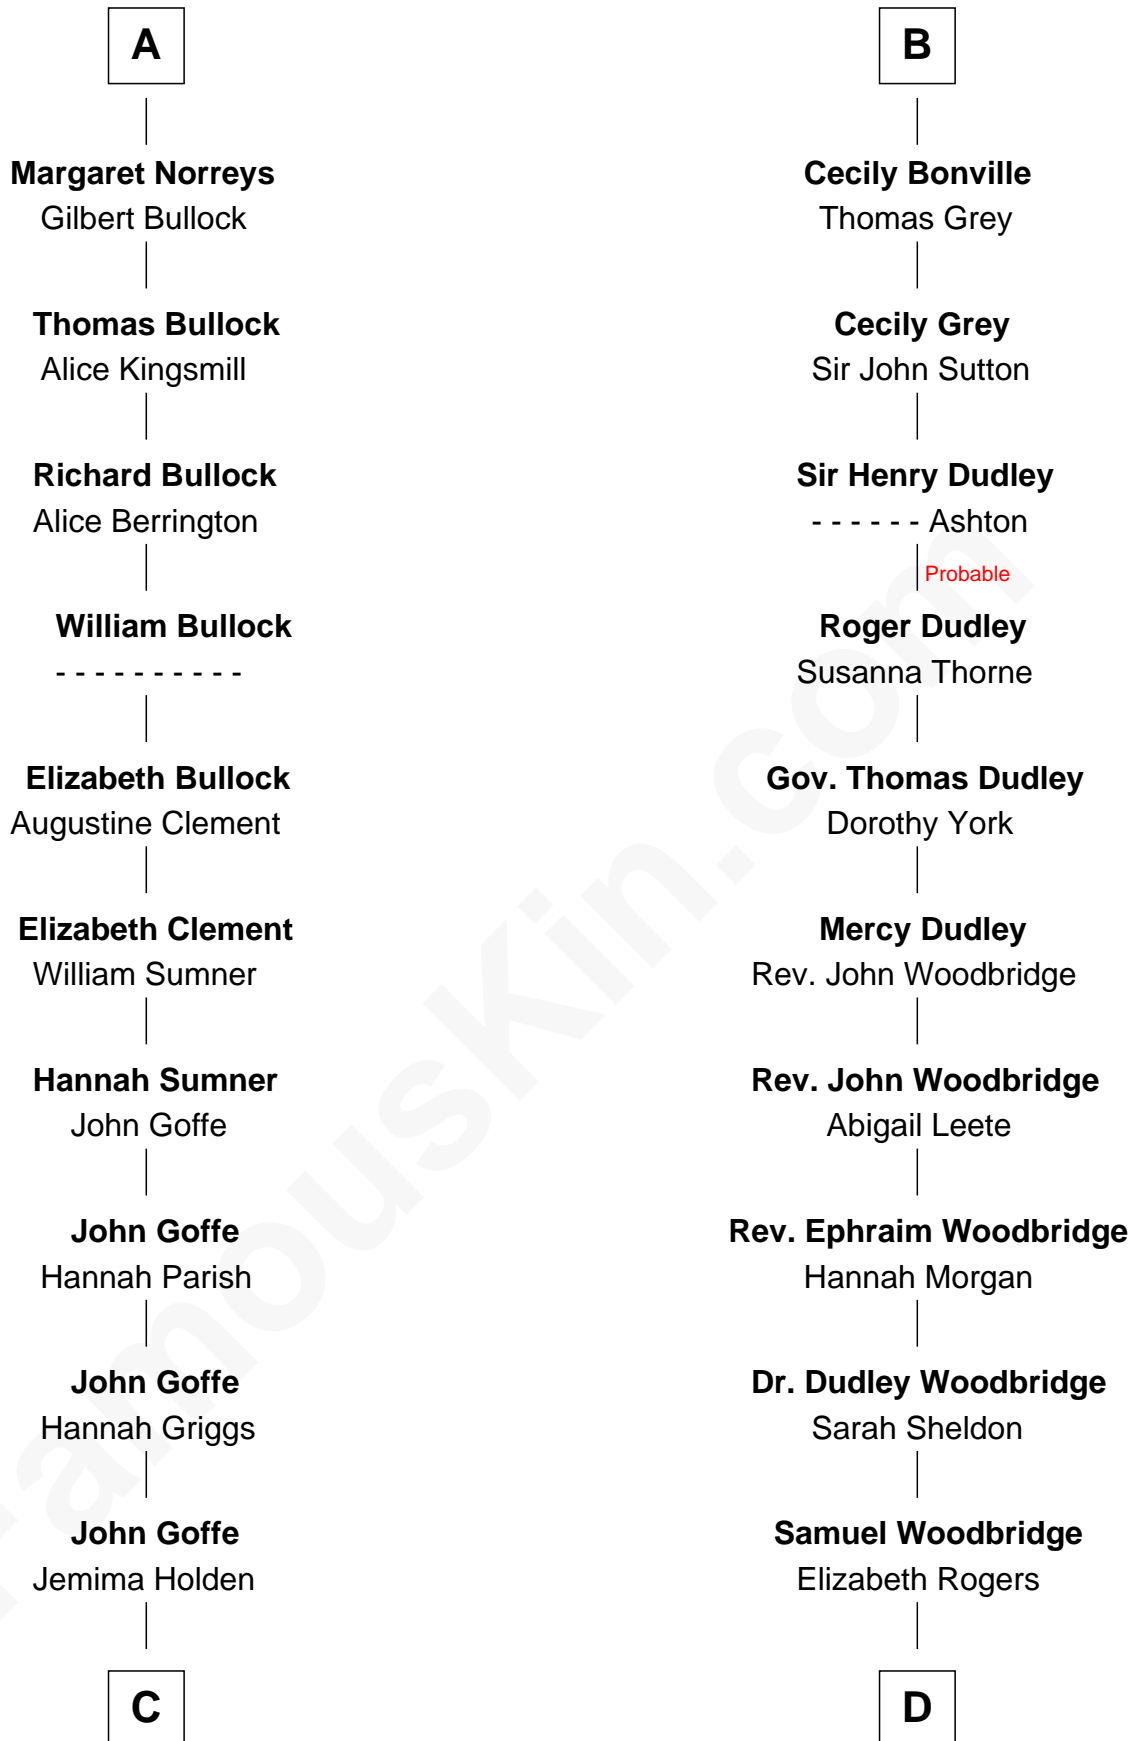 A
Margaret Norreys
Gilbert Bullock
Thomas Bullock
Alice Kingsmill
Richard Bullock
Alice Berrington
William Bullock
- - - - - - - - - -
Elizabeth Bullock
Augustine Clement
Elizabeth Clement
William Sumner
Hannah Sumner
John Goffe
John Goffe
Hannah Parish
John Goffe
Hannah Griggs
John Goffe
Jemima Holden
C
B
Cecily Bonville
Thomas Grey
Cecily Grey
Sir John Sutton
Sir Henry Dudley
- - - - - - Ashton
Probable
Roger Dudley
Susanna Thorne
Gov. Thomas Dudley
Dorothy York
Mercy Dudley
Rev. John Woodbridge
Rev. John Woodbridge
Abigail Leete
Rev. Ephraim Woodbridge
Hannah Morgan
Dr. Dudley Woodbridge
Sarah Sheldon
Samuel Woodbridge
Elizabeth Rogers
D
FamousKin.com